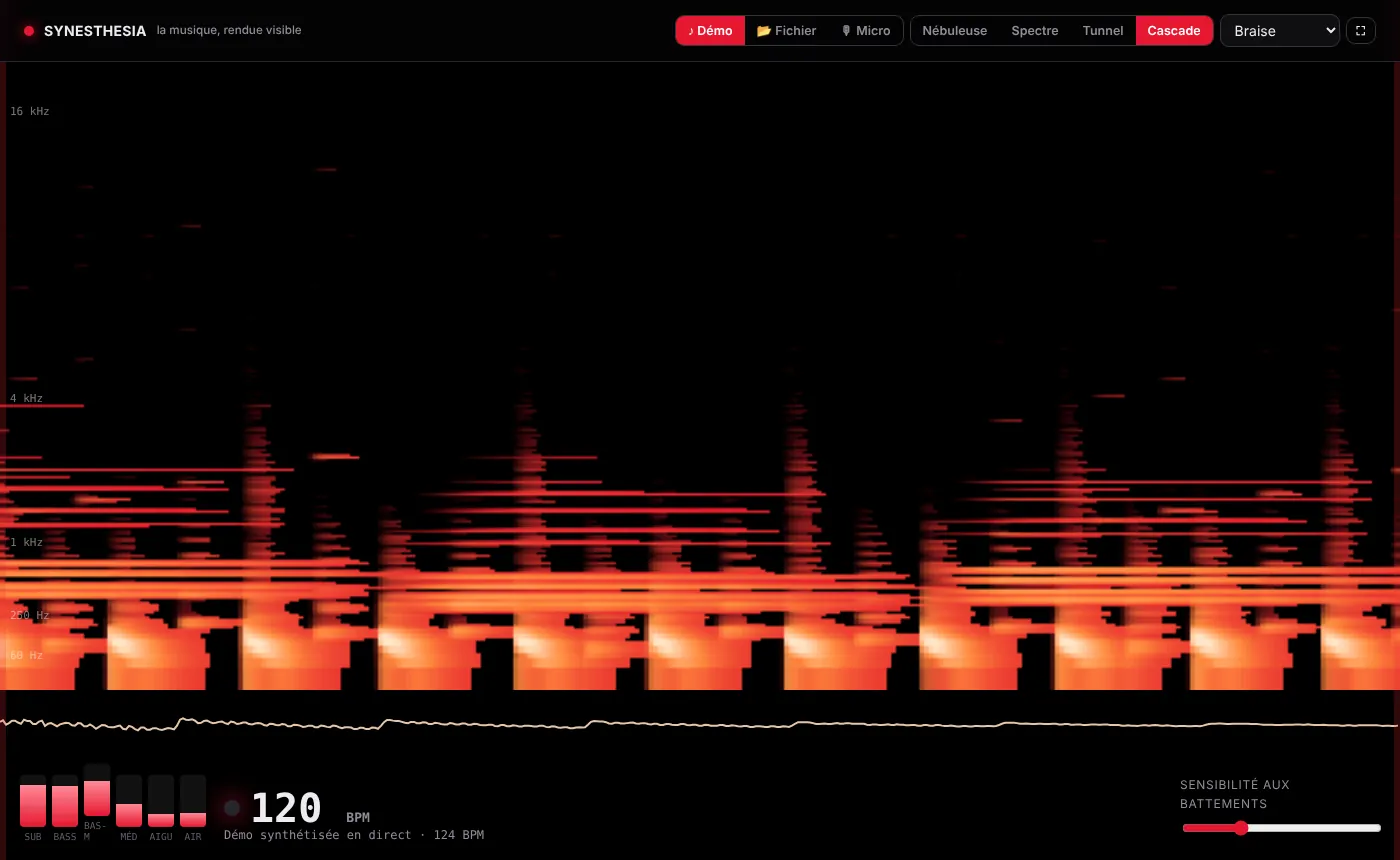 SYNESTHESIA la musique, rendue visible
♪ Démo
📂 Fichier
🎙 Micro
Nébuleuse
Spectre
Tunnel
Cascade
Braise
16 kHz
4 kHz
1 kHz
250 Hz
60 Hz
SUB
BASS
BAS-
M
MÉD
AIGU
AIR
120 BPM
Démo synthétisée en direct · 124 BPM
SENSIBILITÉ AUX
BATTEMENTS